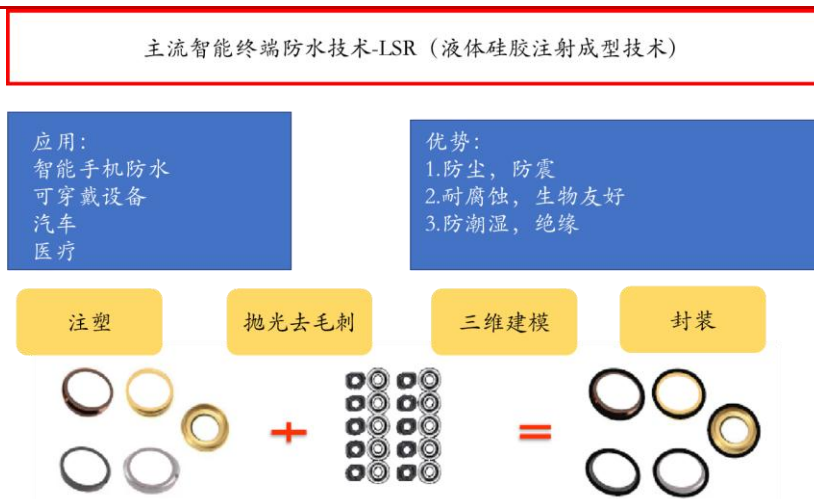 主流智能终端防水技术-LSR（液体硅胶注射成型技术）
应用：
智能手机防水
可穿戴设备
汽车
医疗
优势：
1.防尘，防震
2.耐腐蚀，生物友好
3.防潮湿，绝缘
注塑
抛光去毛刺
三维建模
封装